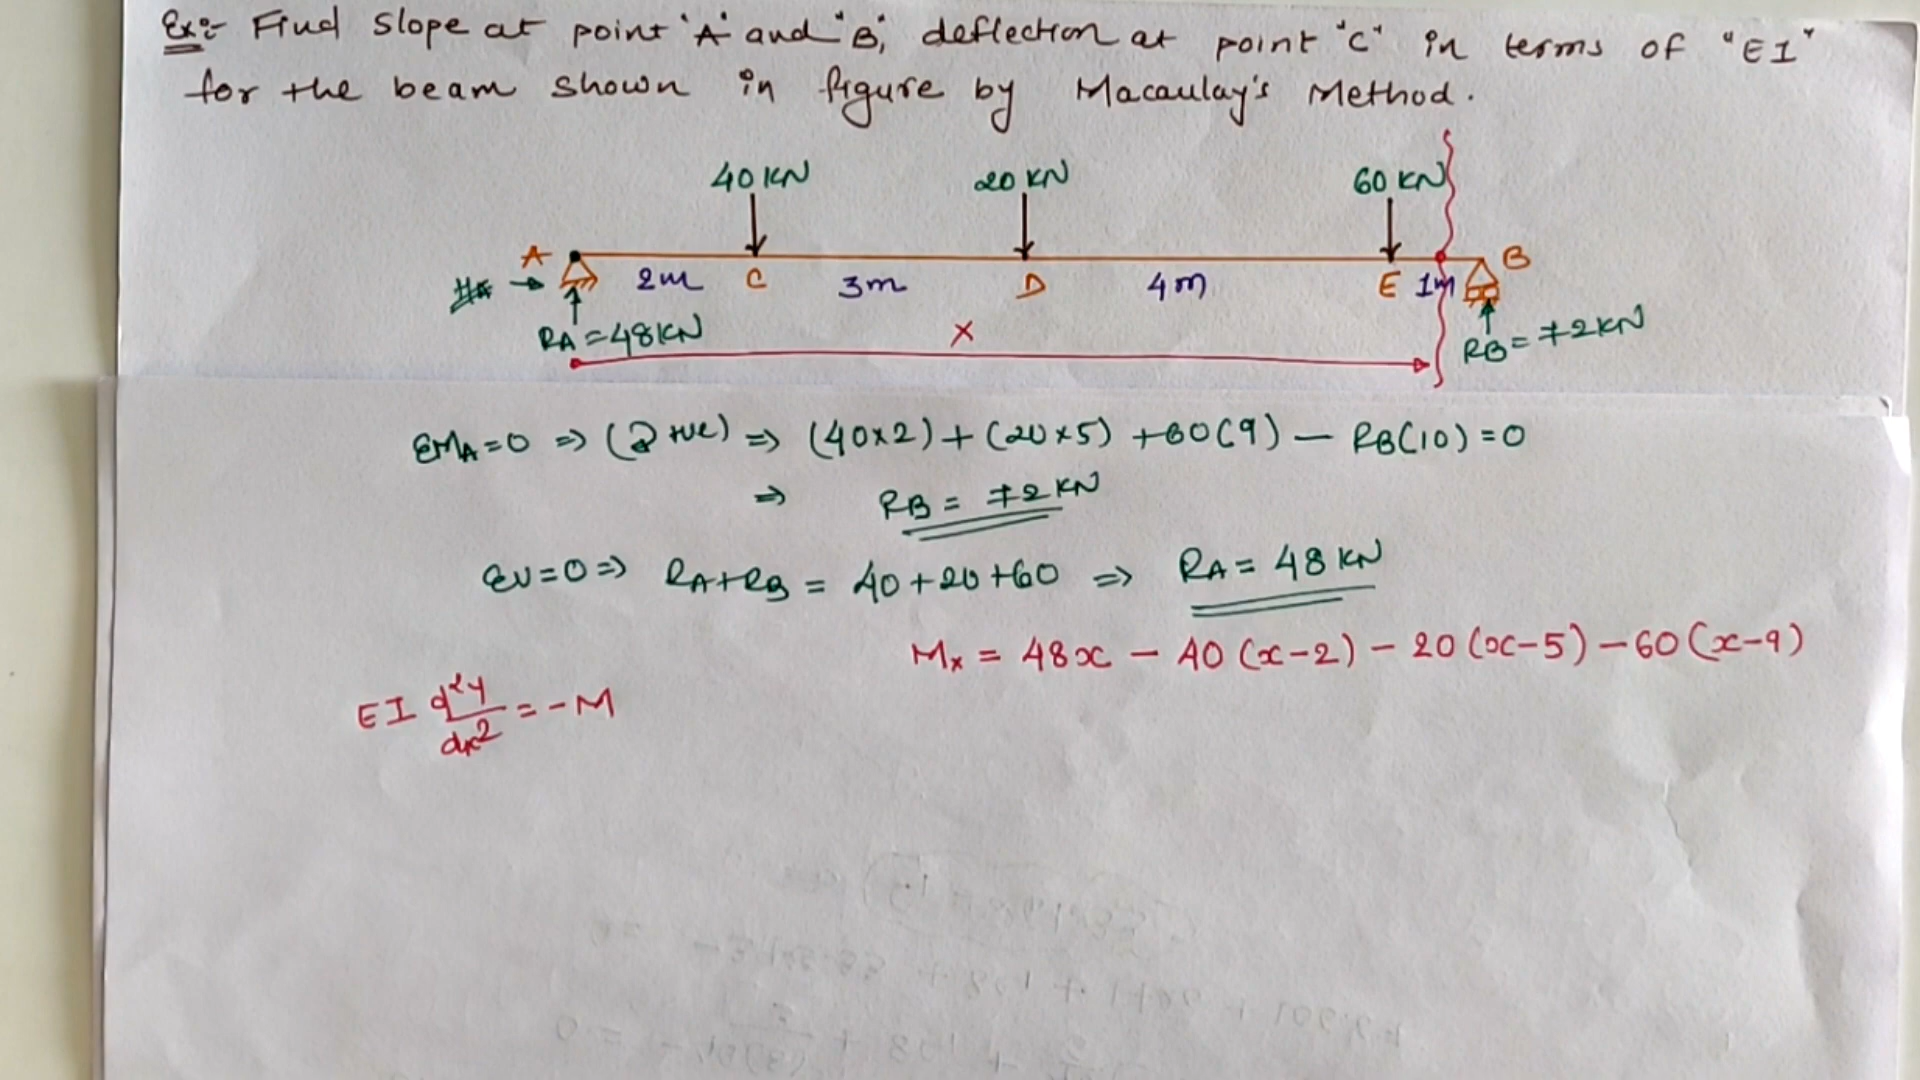 Ex:- Find slope at point "A" and "B", deflection at point "C" in terms of "EI"
for the beam shown in figure by Macaulay's Method.
40 KN 20 KN 60 KN
A B
2m C 3m D 4m E 1m
HA
RA = 48 KN X RB = 72 KN
ΣMA = 0 ⇒ (↻ +ve) ⇒ (40×2) + (20×5) + 60(9) − RB(10) = 0
⇒ RB = 72 KN
ΣV = 0 ⇒ RA + RB = 40 + 20 + 60 ⇒ RA = 48 KN
Mx = 48x − 40(x−2) − 20(x−5) − 60(x−9)
EI d²y/dx² = −M